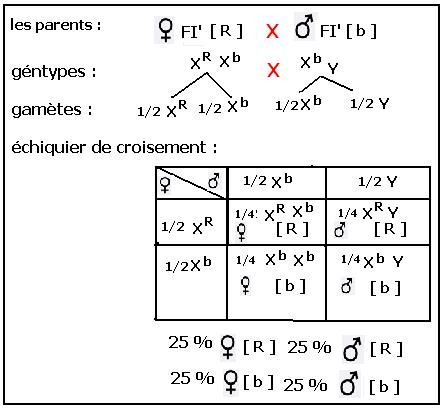 les parents : ♀ FI' [ R ] X ♂ FI' [ b ]
géntypes : X^R X^b X X^b Y
gamètes : 1/2 X^R 1/2 X^b 1/2 X^b 1/2 Y
échiquier de croisement :
♀ ♂ 1/2 X^b 1/2 Y
1/2 X^R 1/4 X^R X^b ♀ [ R ] 1/4 X^R Y ♂ [ R ]
1/2 X^b 1/4 X^b X^b ♀ [ b ] 1/4 X^b Y ♂ [ b ]
25 % ♀ [ R ] 25 % ♂ [ R ]
25 % ♀ [ b ] 25 % ♂ [ b ]